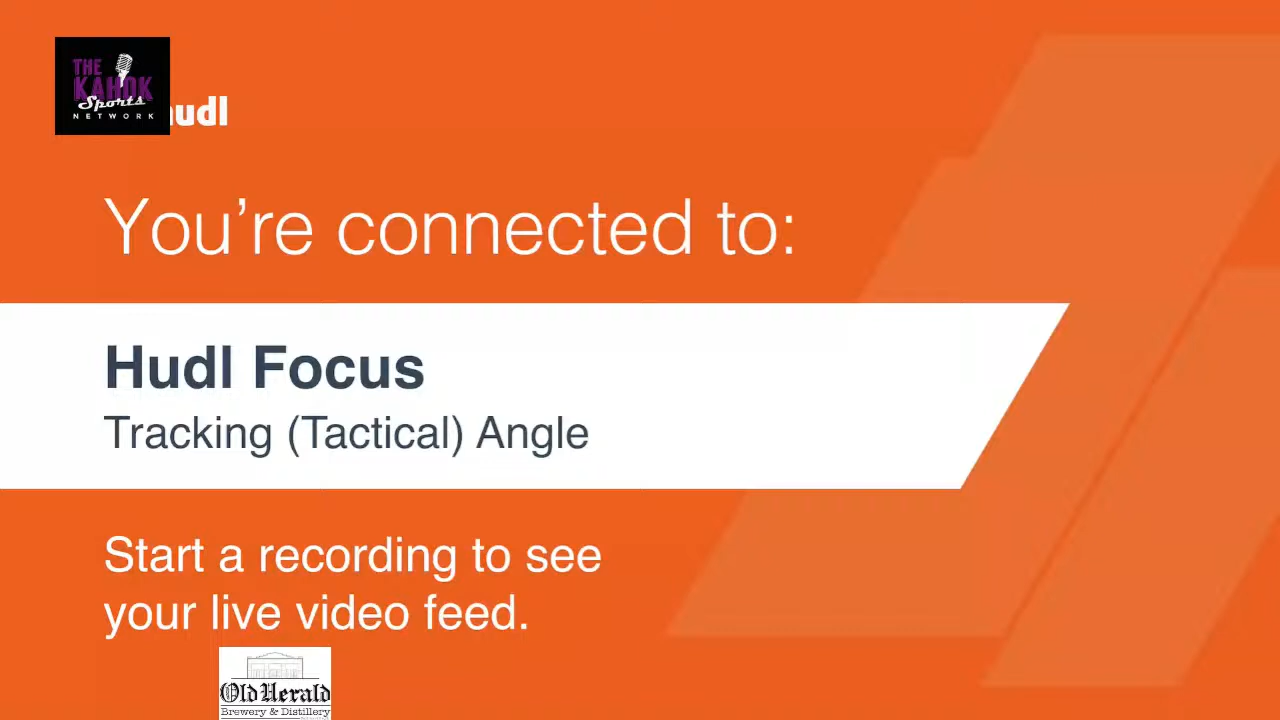 THE
KAHOK
Sports
NETWORK
hudl
You’re connected to:
Hudl Focus
Tracking (Tactical) Angle
Start a recording to see
your live video feed.
Old Herald
Brewery & Distillery